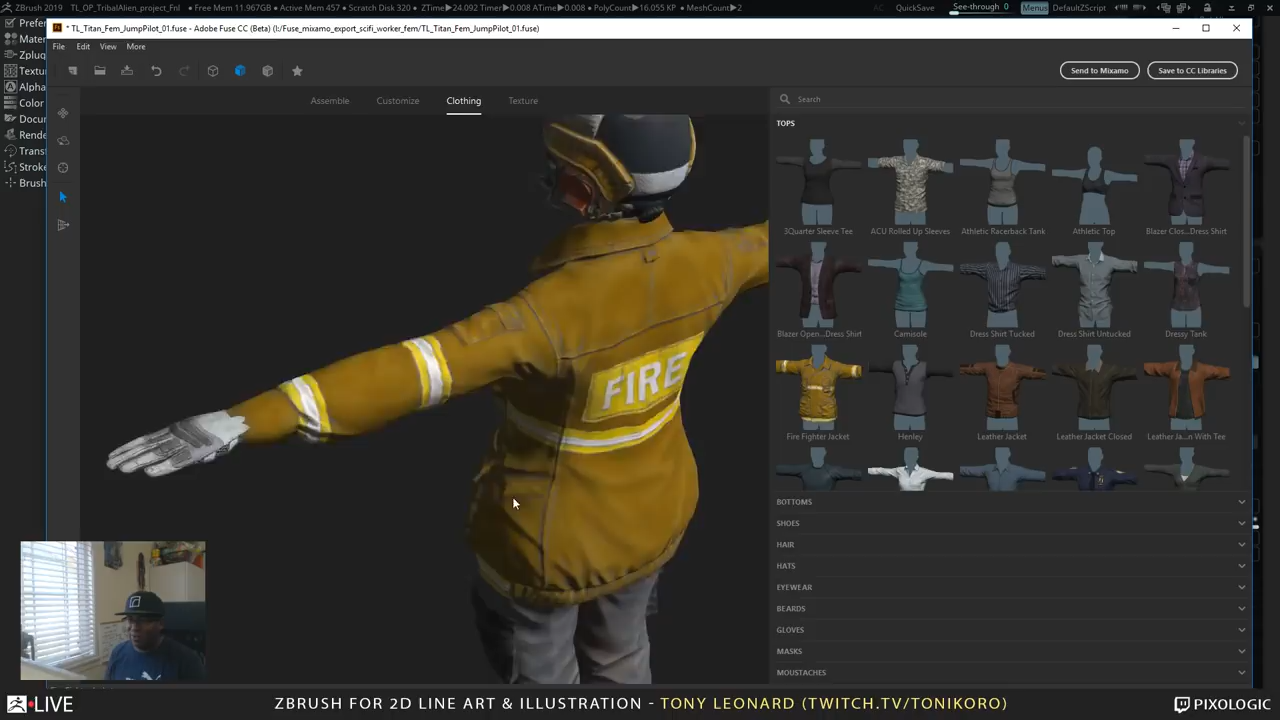 ZBrush 2019 TL_OP_TribalAlien_project_Fnl • Free Mem 11.967GB • Active Mem 457 • Scratch Disk 320 • ZTime▶24.092 Timer▶0.008 ATime▶0.008 • PolyCount▶16.055 KP • MeshCount▶2
AC QuickSave See-through 0 Menus DefaultZScript
* TL_Titan_Fem_JumpPilot_01.fuse - Adobe Fuse CC (Beta) (I:/Fuse_mixamo_export_scifi_worker_fem/TL_Titan_Fem_JumpPilot_01.fuse)
File Edit View More
Send to Mixamo Save to CC Libraries
Assemble Customize Clothing Texture
Search
Prefer
Mater
Zplug
Textu
Alpha
Color
Docu
Rende
Trans
Stroke
Brush
TOPS
3Quarter Sleeve Tee ACU Rolled Up Sleeves Athletic Racerback Tank Athletic Top Blazer Clos...Dress Shirt
Blazer Open...Dress Shirt Camisole Dress Shirt Tucked Dress Shirt Untucked Dressy Tank
Fire Fighter Jacket Henley Leather Jacket Leather Jacket Closed Leather Ja...n With Tee
BOTTOMS
SHOES
HAIR
HATS
EYEWEAR
BEARDS
GLOVES
MASKS
MOUSTACHES
FIRE
LIVE
ZBRUSH FOR 2D LINE ART & ILLUSTRATION - TONY LEONARD (TWITCH.TV/TONIKORO)
PIXOLOGIC